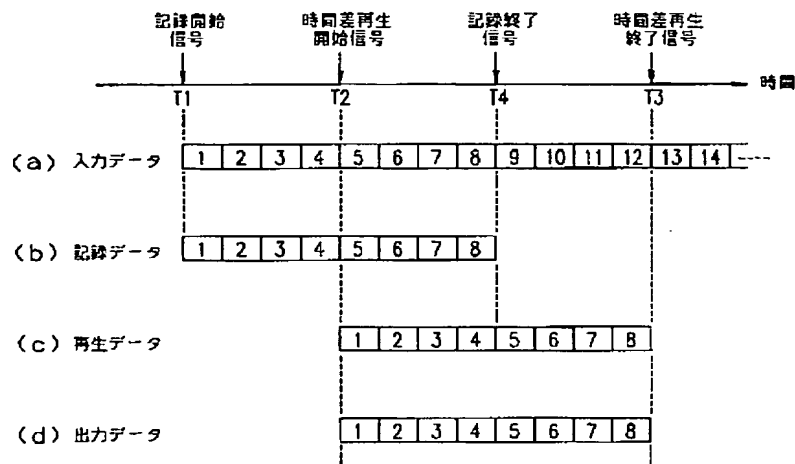 記録開始 時間差再生 記録終了 時間差再生
信号 開始信号 信号 終了信号
時間
T1 T2 T4 T3
(a) 入力データ 1 2 3 4 5 6 7 8 9 10 11 12 13 14
(b) 記録データ 1 2 3 4 5 6 7 8
(c) 再生データ 1 2 3 4 5 6 7 8
(d) 出力データ 1 2 3 4 5 6 7 8